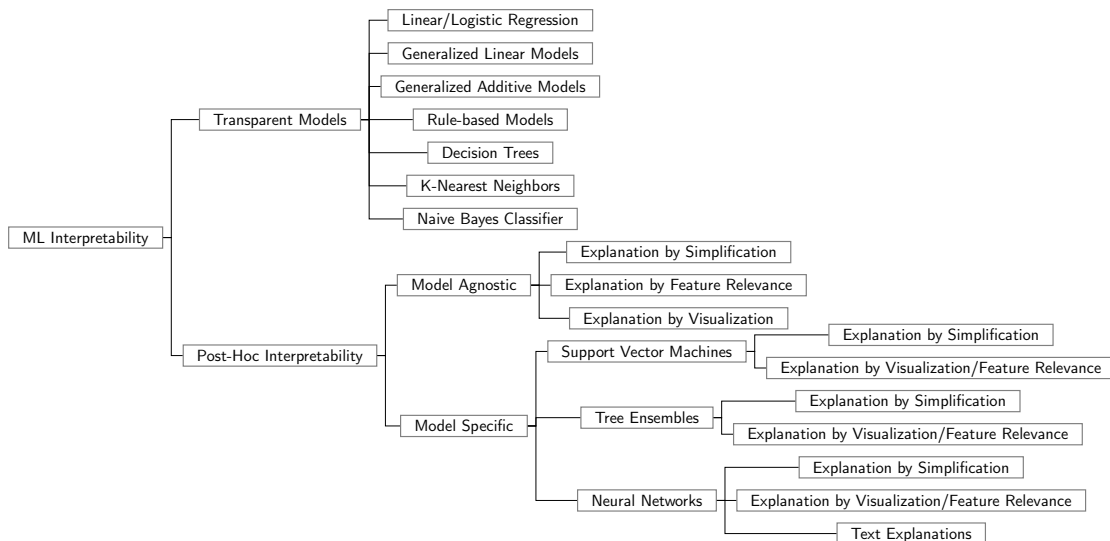 Linear/Logistic Regression
Generalized Linear Models
Generalized Additive Models
Transparent Models
Rule-based Models
Decision Trees
K-Nearest Neighbors
Naive Bayes Classifier
ML Interpretability
Explanation by Simplification
Model Agnostic
Explanation by Feature Relevance
Explanation by Visualization
Post-Hoc Interpretability
Support Vector Machines
Explanation by Simplification
Explanation by Visualization/Feature Relevance
Model Specific
Tree Ensembles
Explanation by Simplification
Explanation by Visualization/Feature Relevance
Neural Networks
Explanation by Simplification
Explanation by Visualization/Feature Relevance
Text Explanations